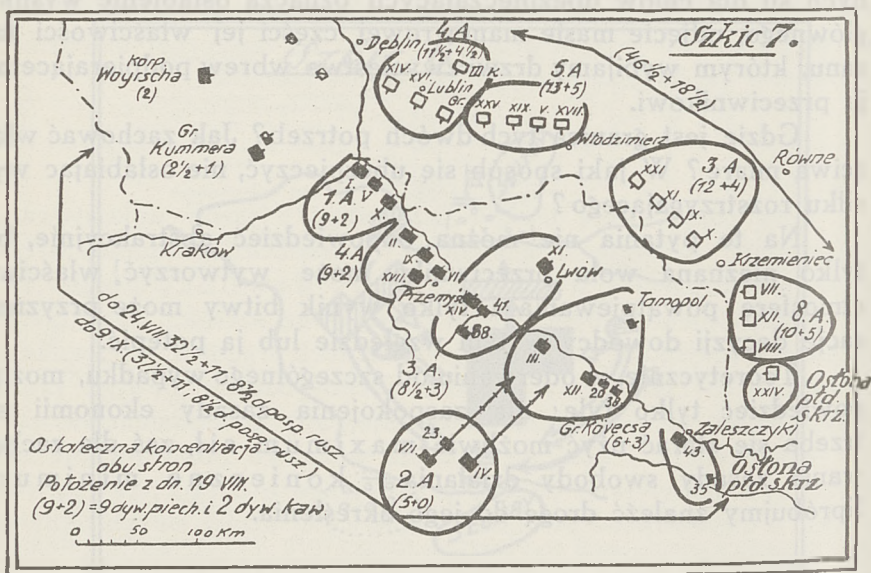 Szkic 7.
4. A
(11½+4½)
Dęblin
XIV.
XVI.
III k.
Lublin
Gr.
5. A
(13+5)
XXV XIX. V. XVII.
Włodzimierz
(46½+18½)
korp.
Woyrscha
(2)
Gr.
Kummera
(2½+1)
1. A
(9+2)
I.
V
X.
Kraków
3. A
(12+4)
XXI.
XI.
IX.
X.
Równe
Krzemieniec
4. A
(9+2)
II.
IX
XVII.
VI
Przemyśl
XIV
41.
88.
XI.
Lwów
Tarnopol
VII.
XII.
VIII.
8. A.
(10+5)
XXIV
Osłona
płd.
skrz.
3. A.
(8½+3)
III.
XII.
20
38
Gr. Kövecsa
(6+3)
Zaleszczyki
43.
35
Osłona
płd. skrz.
23.
VII.
IV.
2. A.
(5+0)
do 24. VIII. 32½+11: 8½ d. posp. rusz.
do 9. IX. (37½+11: 8½ d. posp. rusz)
Ostateczna koncentracja
obu stron
Położenie z dn. 19 VIII.
(9+2) = 9 dyw. piech. i 2 dyw. kaw.
0 50 100 Km